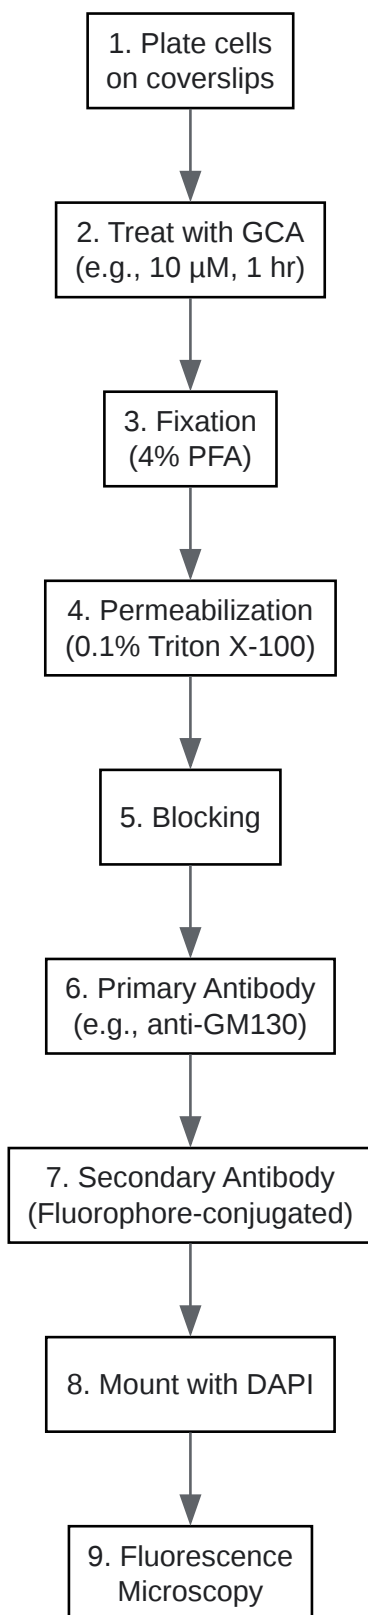 1. Plate cells
on coverslips
2. Treat with GCA
(e.g., 10 µM, 1 hr)
3. Fixation
(4% PFA)
4. Permeabilization
(0.1% Triton X-100)
5. Blocking
6. Primary Antibody
(e.g., anti-GM130)
7. Secondary Antibody
(Fluorophore-conjugated)
8. Mount with DAPI
9. Fluorescence
Microscopy